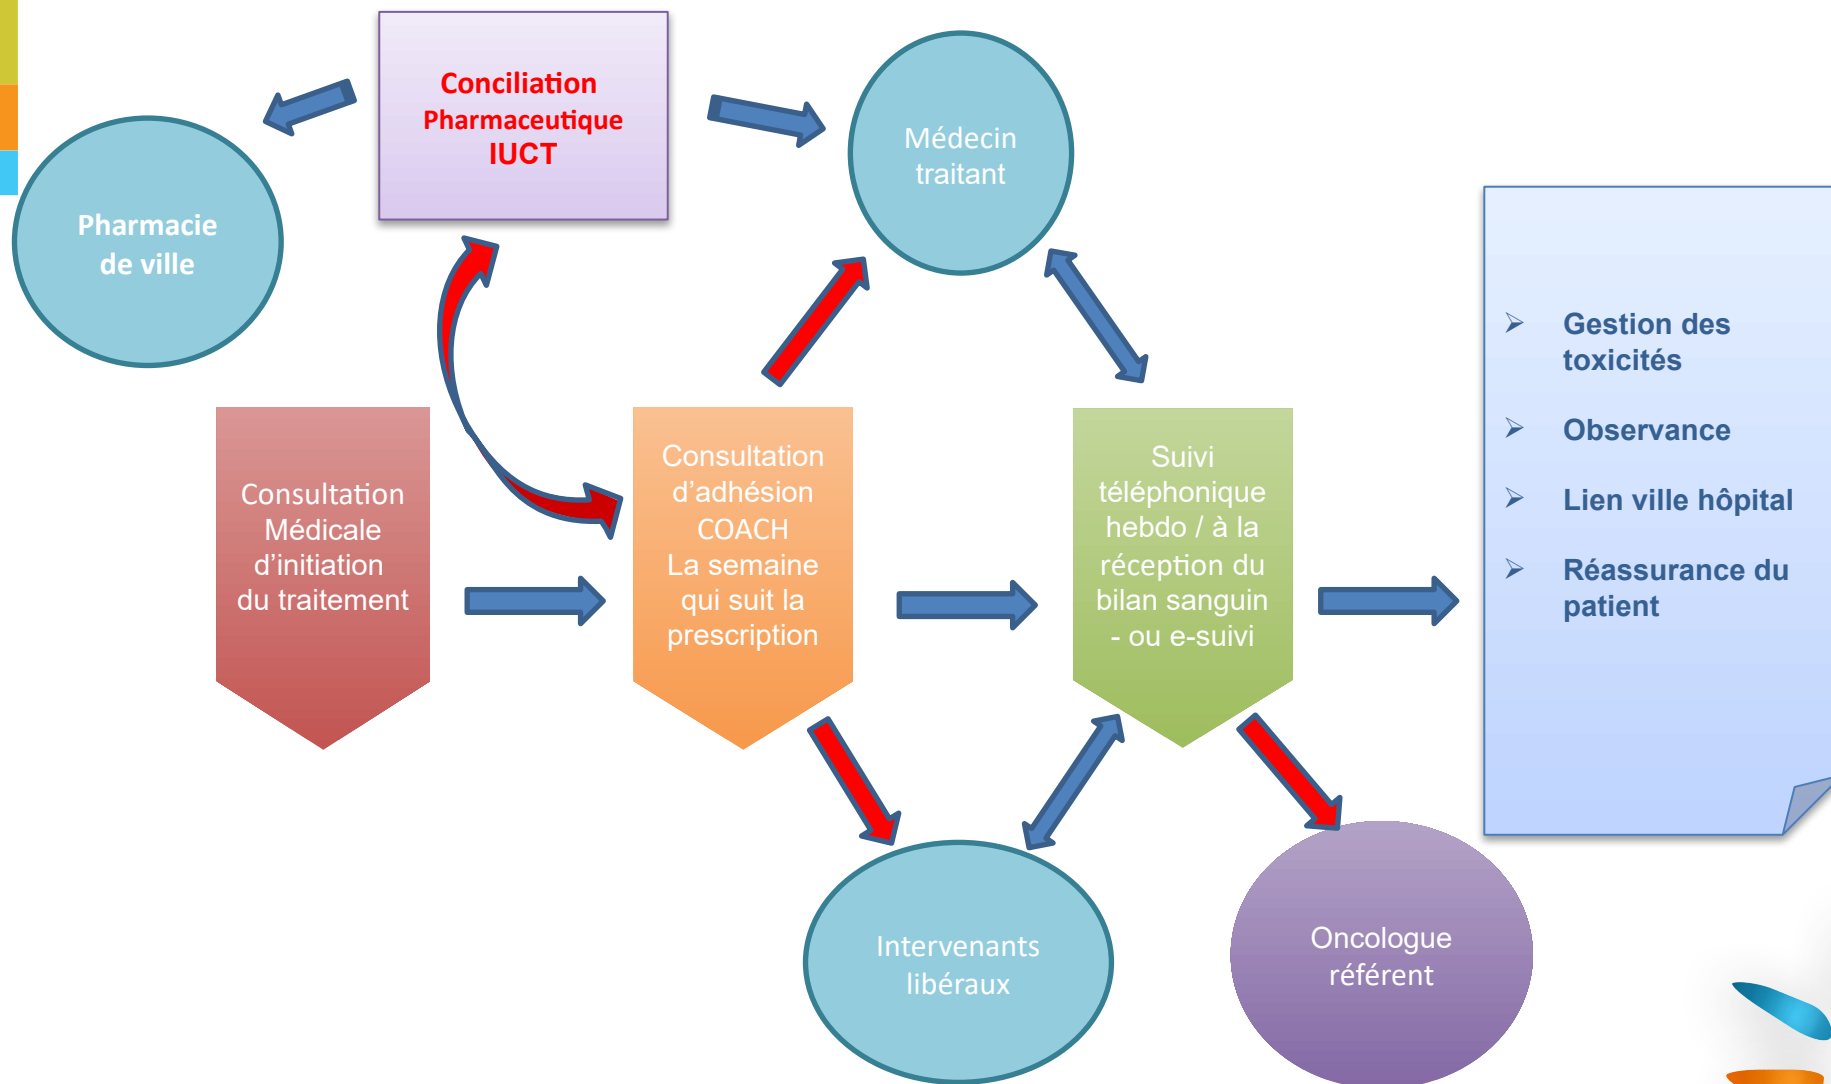 Conciliation
Pharmaceutique
IUCT
Médecin
traitant
Pharmacie
de ville
Consultation
Médicale
d’initiation
du traitement
Consultation
d’adhésion
COACH
La semaine
qui suit la
prescription
Suivi
téléphonique
hebdo / à la
réception du
bilan sanguin
- ou e-suivi
➢ Gestion des
toxicités
➢ Observance
➢ Lien ville hôpital
➢ Réassurance du
patient
Intervenants
libéraux
Oncologue
référent